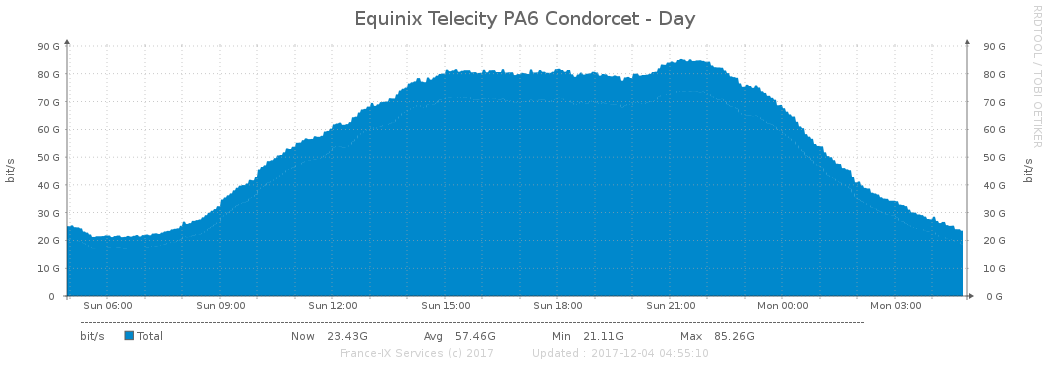 Equinix Telecity PA6 Condorcet - Day
RRDTOOL / TOBI OETIKER
90 G 90 G
80 G 80 G
70 G 70 G
60 G 60 G
50 G 50 G
40 G 40 G
30 G 30 G
20 G 20 G
10 G 10 G
0 0 G
bit/s bit/s
Sun 06:00 Sun 09:00 Sun 12:00 Sun 15:00 Sun 18:00 Sun 21:00 Mon 00:00 Mon 03:00
bit/s Total Now 23.43G Avg 57.46G Min 21.11G Max 85.26G
France-IX Services (c) 2017 Updated : 2017-12-04 04:55:10